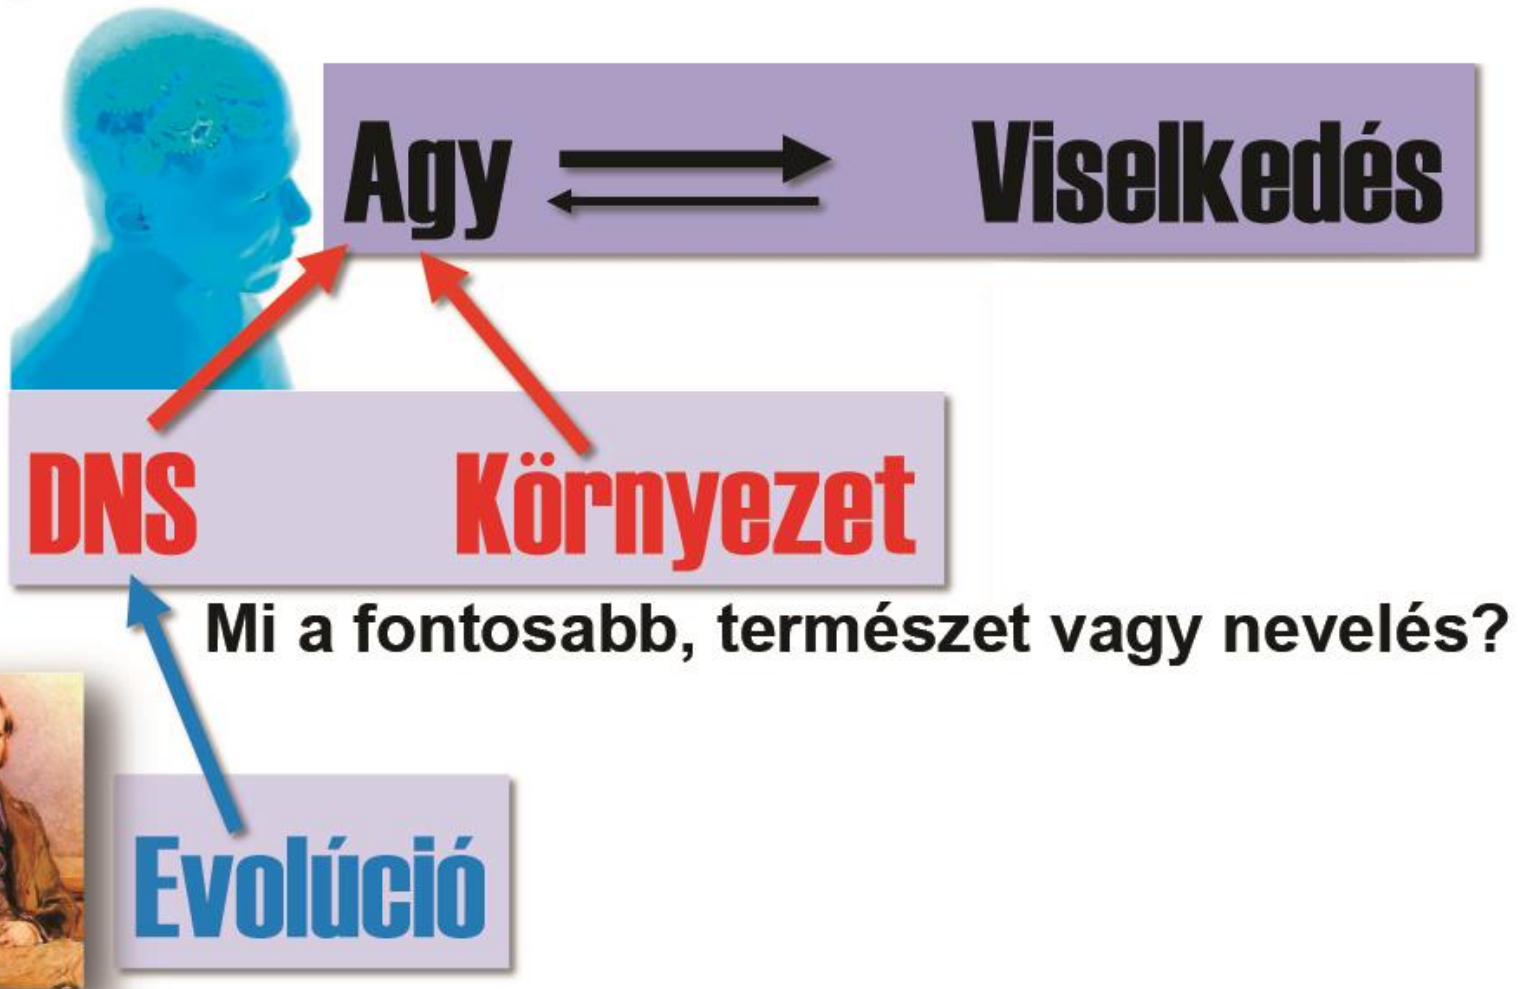 Agy Viselkedés
DNS Környezet
Mi a fontosabb, természet vagy nevelés?
Evolúció